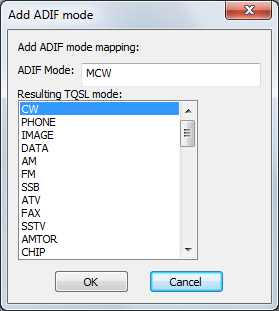 Add ADIF mode
Add ADIF mode mapping:
ADIF Mode: MCW
Resulting TQSL mode:
CW
PHONE
IMAGE
DATA
AM
FM
SSB
ATV
FAX
SSTV
AMTOR
CHIP
OK Cancel